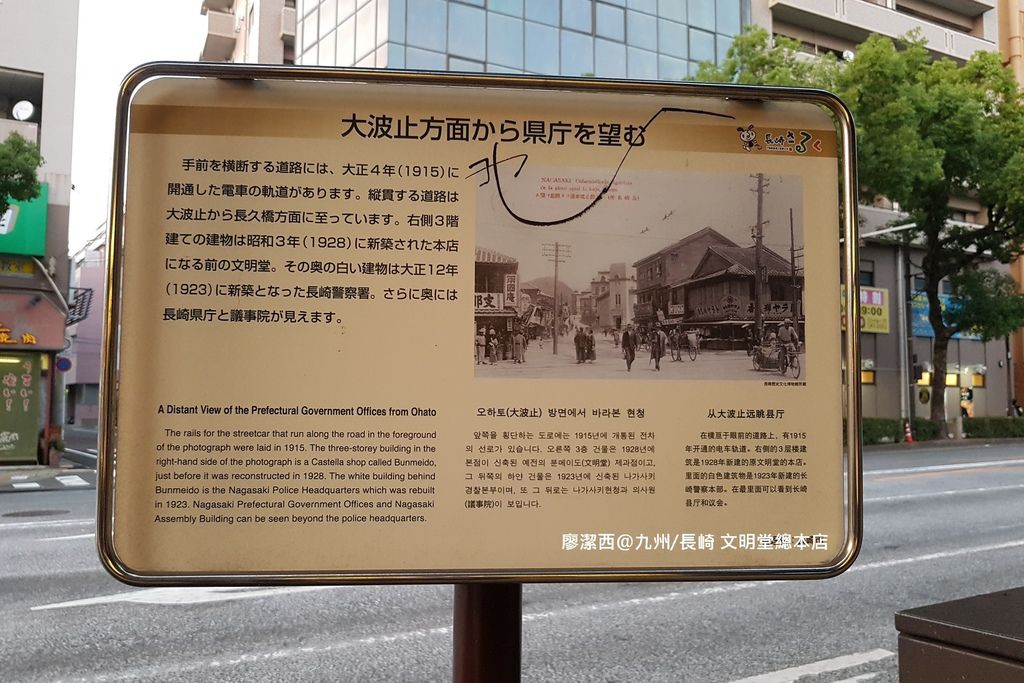 大波止方面から県庁を望む
長崎さるく
北
手前を横断する道路には、大正4年(1915)に
開通した電車の軌道があります。縦貫する道路は
大波止から長久橋方面に至っています。右側3階
建ての建物は昭和3年(1928)に新築された本店
になる前の文明堂。その奥の白い建物は大正12年
(1923)に新築となった長崎警察署。さらに奥には
長崎県庁と議事院が見えます。
NAGASAKI
長崎歴史文化博物館所蔵
A Distant View of the Prefectural Government Offices from Ohato
The rails for the streetcar that run along the road in the foreground
of the photograph were laid in 1915. The three-storey building in the
right-hand side of the photograph is a Castella shop called Bunmeido,
just before it was reconstructed in 1928. The white building behind
Bunmeido is the Nagasaki Police Headquarters which was rebuilt
in 1923. Nagasaki Prefectural Government Offices and Nagasaki
Assembly Building can be seen beyond the police headquarters.
오하토(大波止) 방면에서 바라본 현청
앞쪽을 횡단하는 도로에는 1915년에 개통된 전차
의 선로가 있습니다. 오른쪽 3층 건물은 1928년에
본점이 신축된 예전의 분메이도(文明堂) 제과점이고,
그 뒤쪽의 하얀 건물은 1923년에 신축된 나가사키
경찰본부이며, 또 그 뒤로는 나가사키현청과 의사원
(議事院)이 보입니다.
从大波止远眺县厅
在横亘于眼前的道路上，有1915
年开通的电车轨道。右侧的3层楼建
筑是1928年新建的原文明堂的本店。
里面的白色建筑物是1923年新建的长
崎警察本部。在最里面可以看到长崎
县厅和议会。
廖潔西@九州/長崎 文明堂總本店
9:00